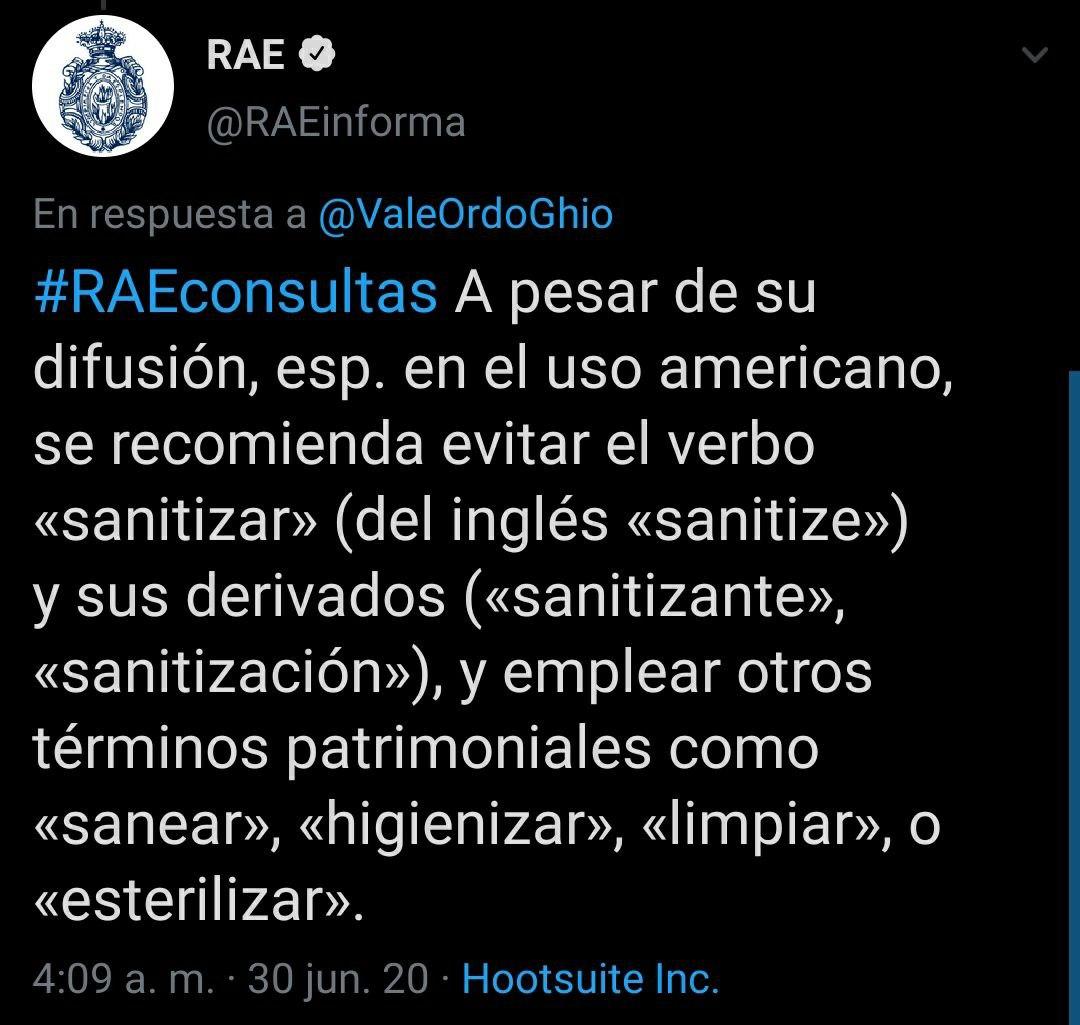 RAE
@RAEinforma
En respuesta a @ValeOrdoGhio
#RAEconsultas A pesar de su
difusión, esp. en el uso americano,
se recomienda evitar el verbo
«sanitizar» (del inglés «sanitize»)
y sus derivados («sanitizante»,
«sanitización»), y emplear otros
términos patrimoniales como
«sanear», «higienizar», «limpiar», o
«esterilizar».
4:09 a. m. · 30 jun. 20 · Hootsuite Inc.